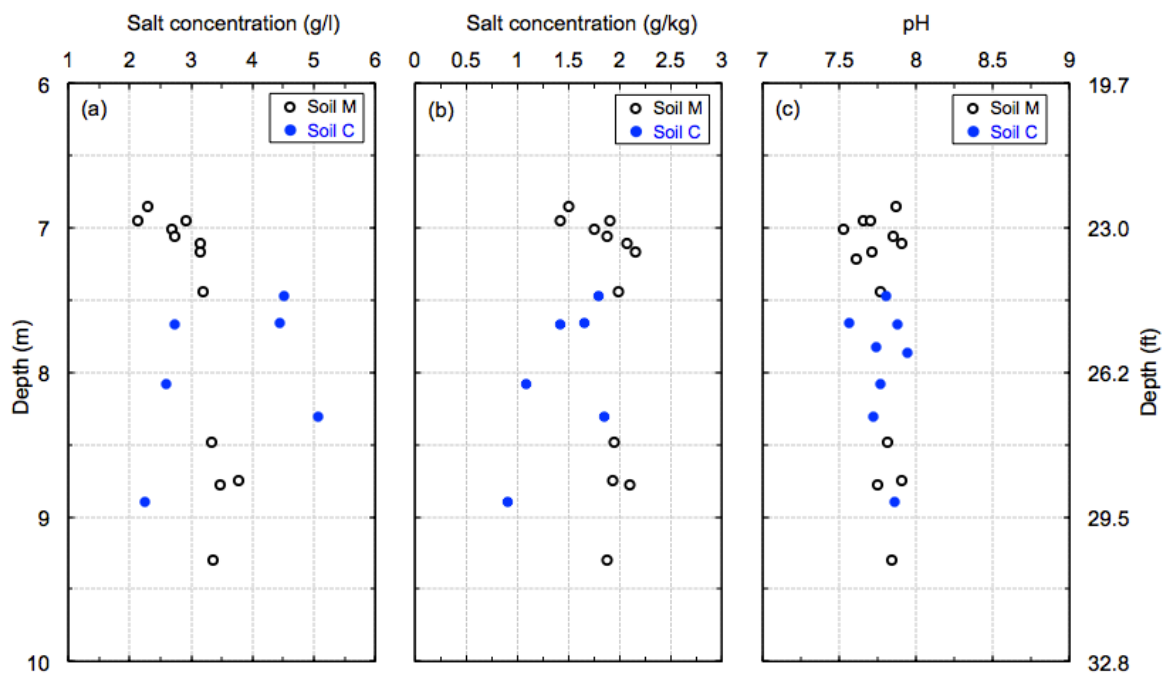 Salt concentration (g/l) Salt concentration (g/kg) pH
1 2 3 4 5 6 0 0.5 1 1.5 2 2.5 3 7 7.5 8 8.5 9
6 19.7
(a) Soil M (b) Soil M (c) Soil M
Soil C Soil C Soil C
7 23.0
Depth (m) Depth (ft)
8 26.2
9 29.5
10 32.8